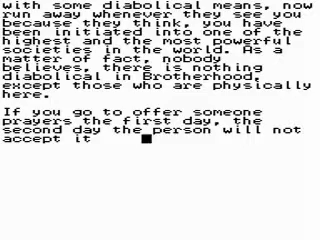 with some diabolical means, now
run away whenever they see you
because they think, you have
been initiated into one of the
highest and the most powerful
societies in the world. As a
matter of fact, nobody
believes, there is nothing
diabolical in Brotherhood,
except those who are physically
here.
If you go to offer someone
prayers the first day, the
second day the person will not
accept it